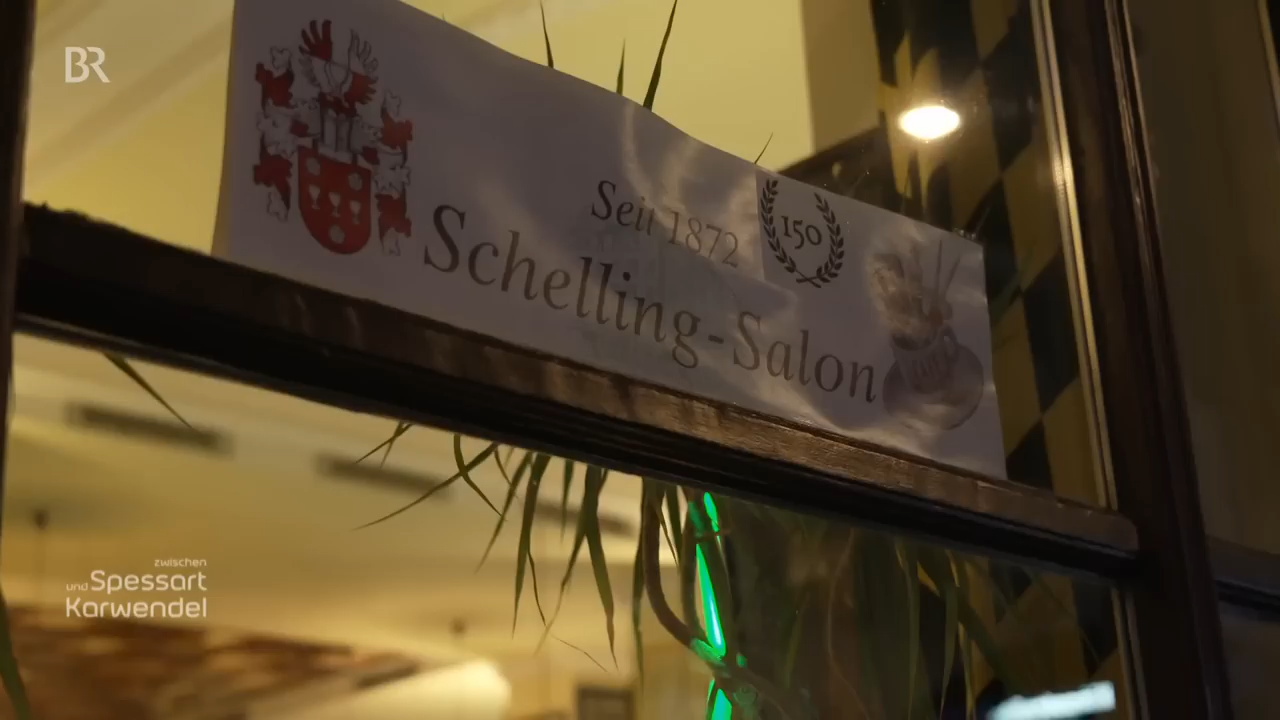 BR
Seit 1872
150
Schelling-Salon
zwischen
und Spessart
Karwendel